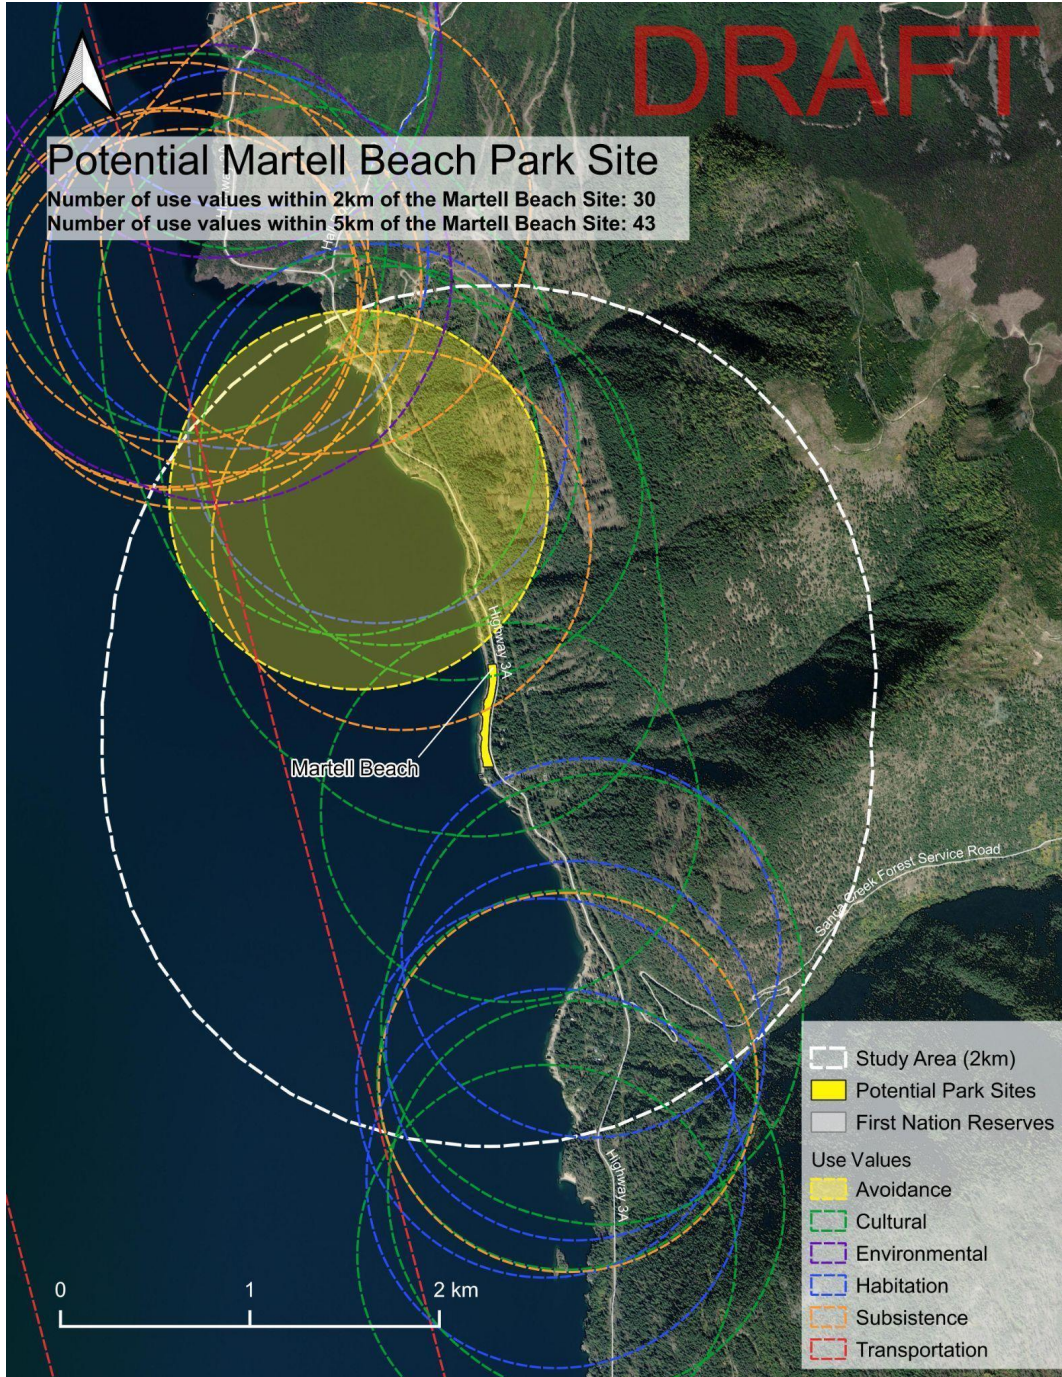 DRAFT
Potential Martell Beach Park Site
Number of use values within 2km of the Martell Beach Site: 30
Number of use values within 5km of the Martell Beach Site: 43
Highway 3A
Martell Beach
Sanca Creek Forest Service Road
Highway 3A
Study Area (2km)
Potential Park Sites
First Nation Reserves
Use Values
Avoidance
Cultural
Environmental
Habitation
Subsistence
Transportation
0 1 2 km